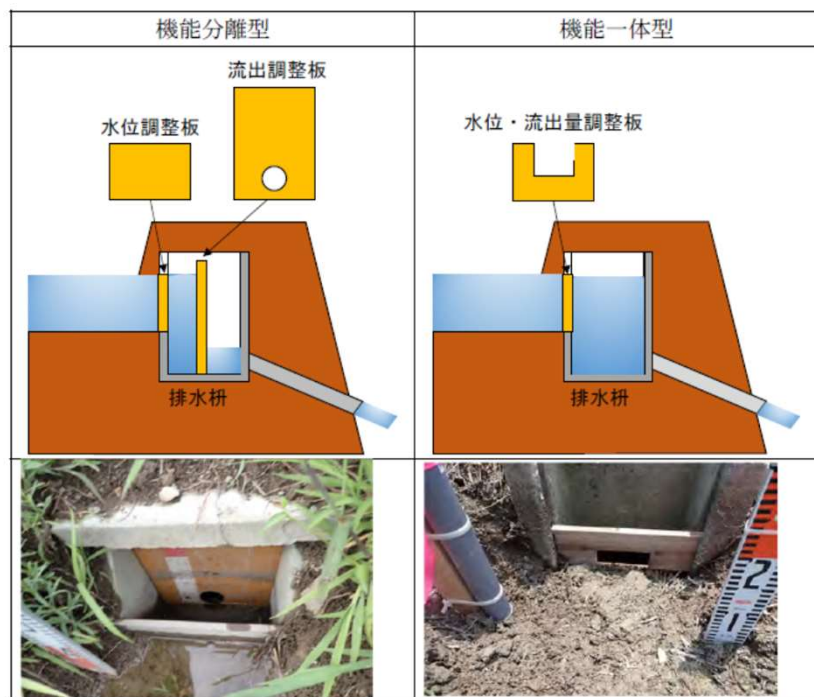 機能分離型
機能一体型
流出調整板
水位調整板
水位・流出量調整板
排水枡
排水枡
2
1